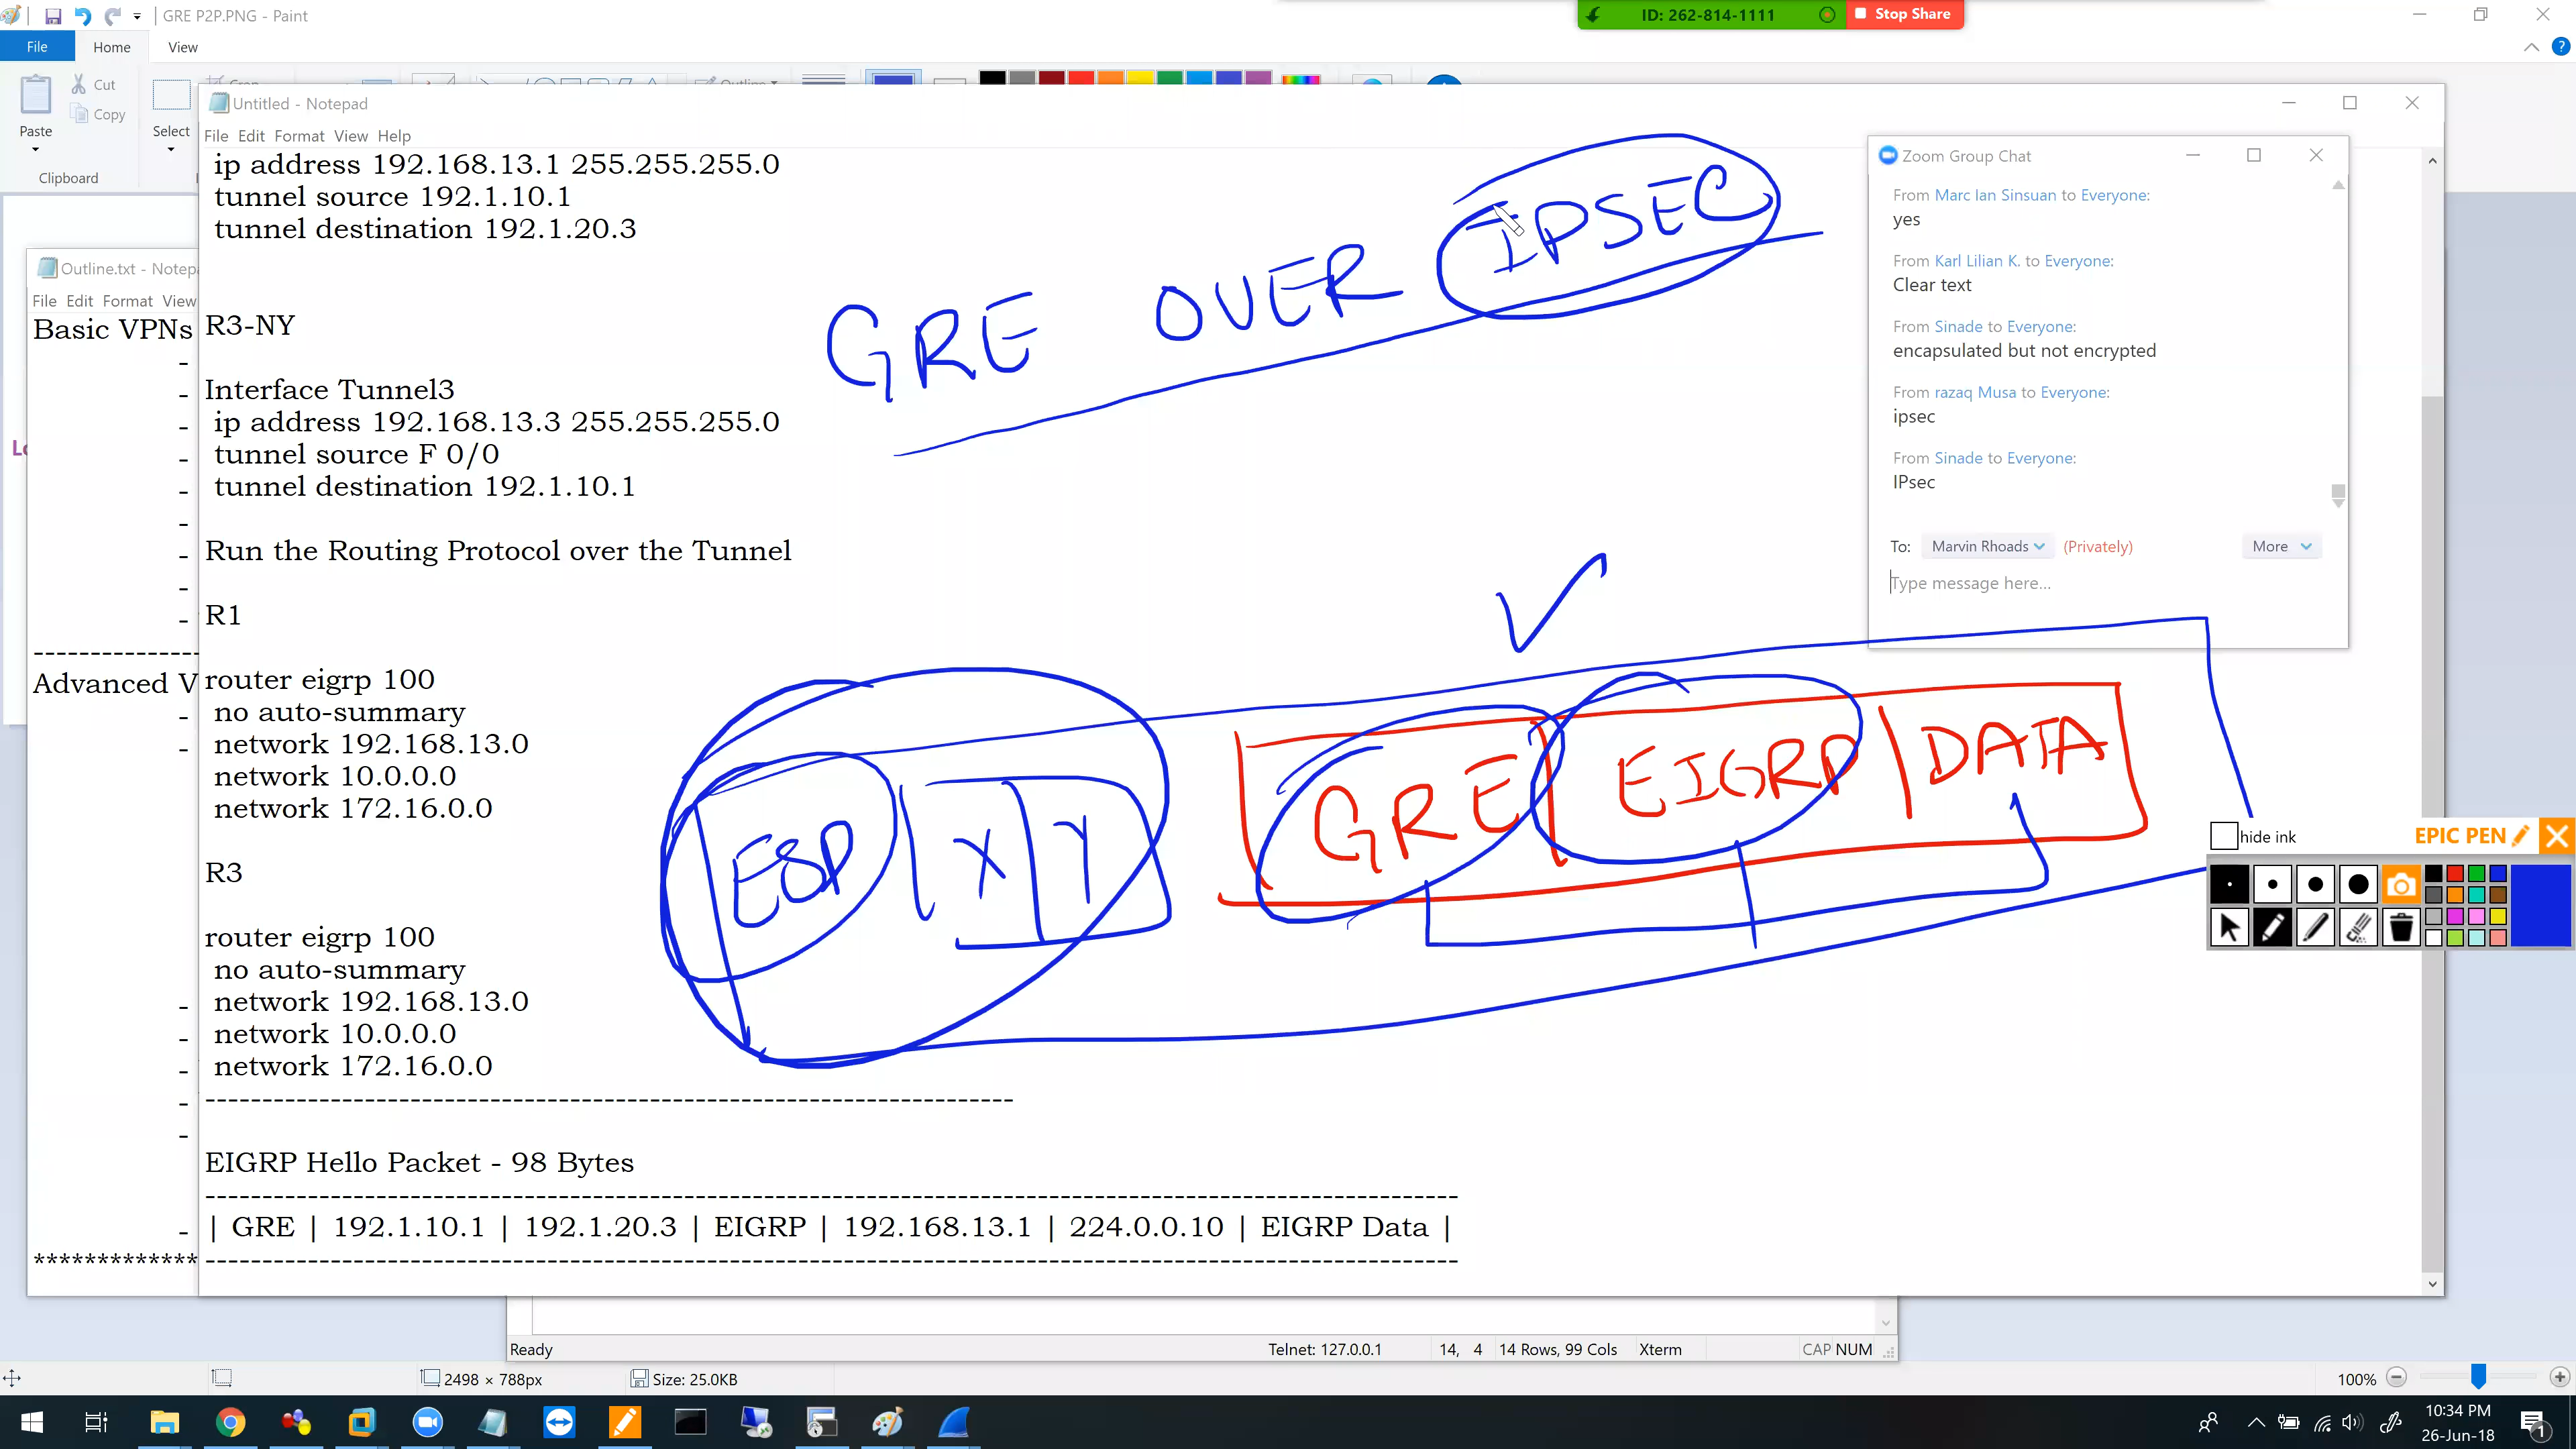 GRE P2P.PNG - Paint
ID: 262-814-1111
Stop Share
File Home View
Cut
Copy
Paste
Select
Clipboard
Outline
Untitled - Notepad
File Edit Format View Help
ip address 192.168.13.1 255.255.255.0
tunnel source 192.1.10.1
tunnel destination 192.1.20.3
R3-NY
Interface Tunnel3
ip address 192.168.13.3 255.255.255.0
tunnel source F 0/0
tunnel destination 192.1.10.1
Run the Routing Protocol over the Tunnel
R1
router eigrp 100
no auto-summary
network 192.168.13.0
network 10.0.0.0
network 172.16.0.0
R3
router eigrp 100
no auto-summary
network 192.168.13.0
network 10.0.0.0
network 172.16.0.0
----------------------------------------------------------------------
EIGRP Hello Packet - 98 Bytes
----------------------------------------------------------------------
| GRE | 192.1.10.1 | 192.1.20.3 | EIGRP | 192.168.13.1 | 224.0.0.10 | EIGRP Data |
----------------------------------------------------------------------
GRE OVER IPSEC
ESP X Y
GRE | EIGRP | DATA
Outline.txt - Notepa
File Edit Format View
Basic VPNs
-
-
-
-
-
-
-
-
-
-------------------
Advanced V
-
-
-
-
-
-
-
-
*************
Zoom Group Chat
From Marc Ian Sinsuan to Everyone:
yes
From Karl Lilian K. to Everyone:
Clear text
From Sinade to Everyone:
encapsulated but not encrypted
From razaq Musa to Everyone:
ipsec
From Sinade to Everyone:
IPsec
To: Marvin Rhoads (Privately) More
Type message here...
hide ink
EPIC PEN
Ready Telnet: 127.0.0.1 14, 4 14 Rows, 99 Cols Xterm CAP NUM
2498 × 788px Size: 25.0KB 100%
10:34 PM
26-Jun-18
1